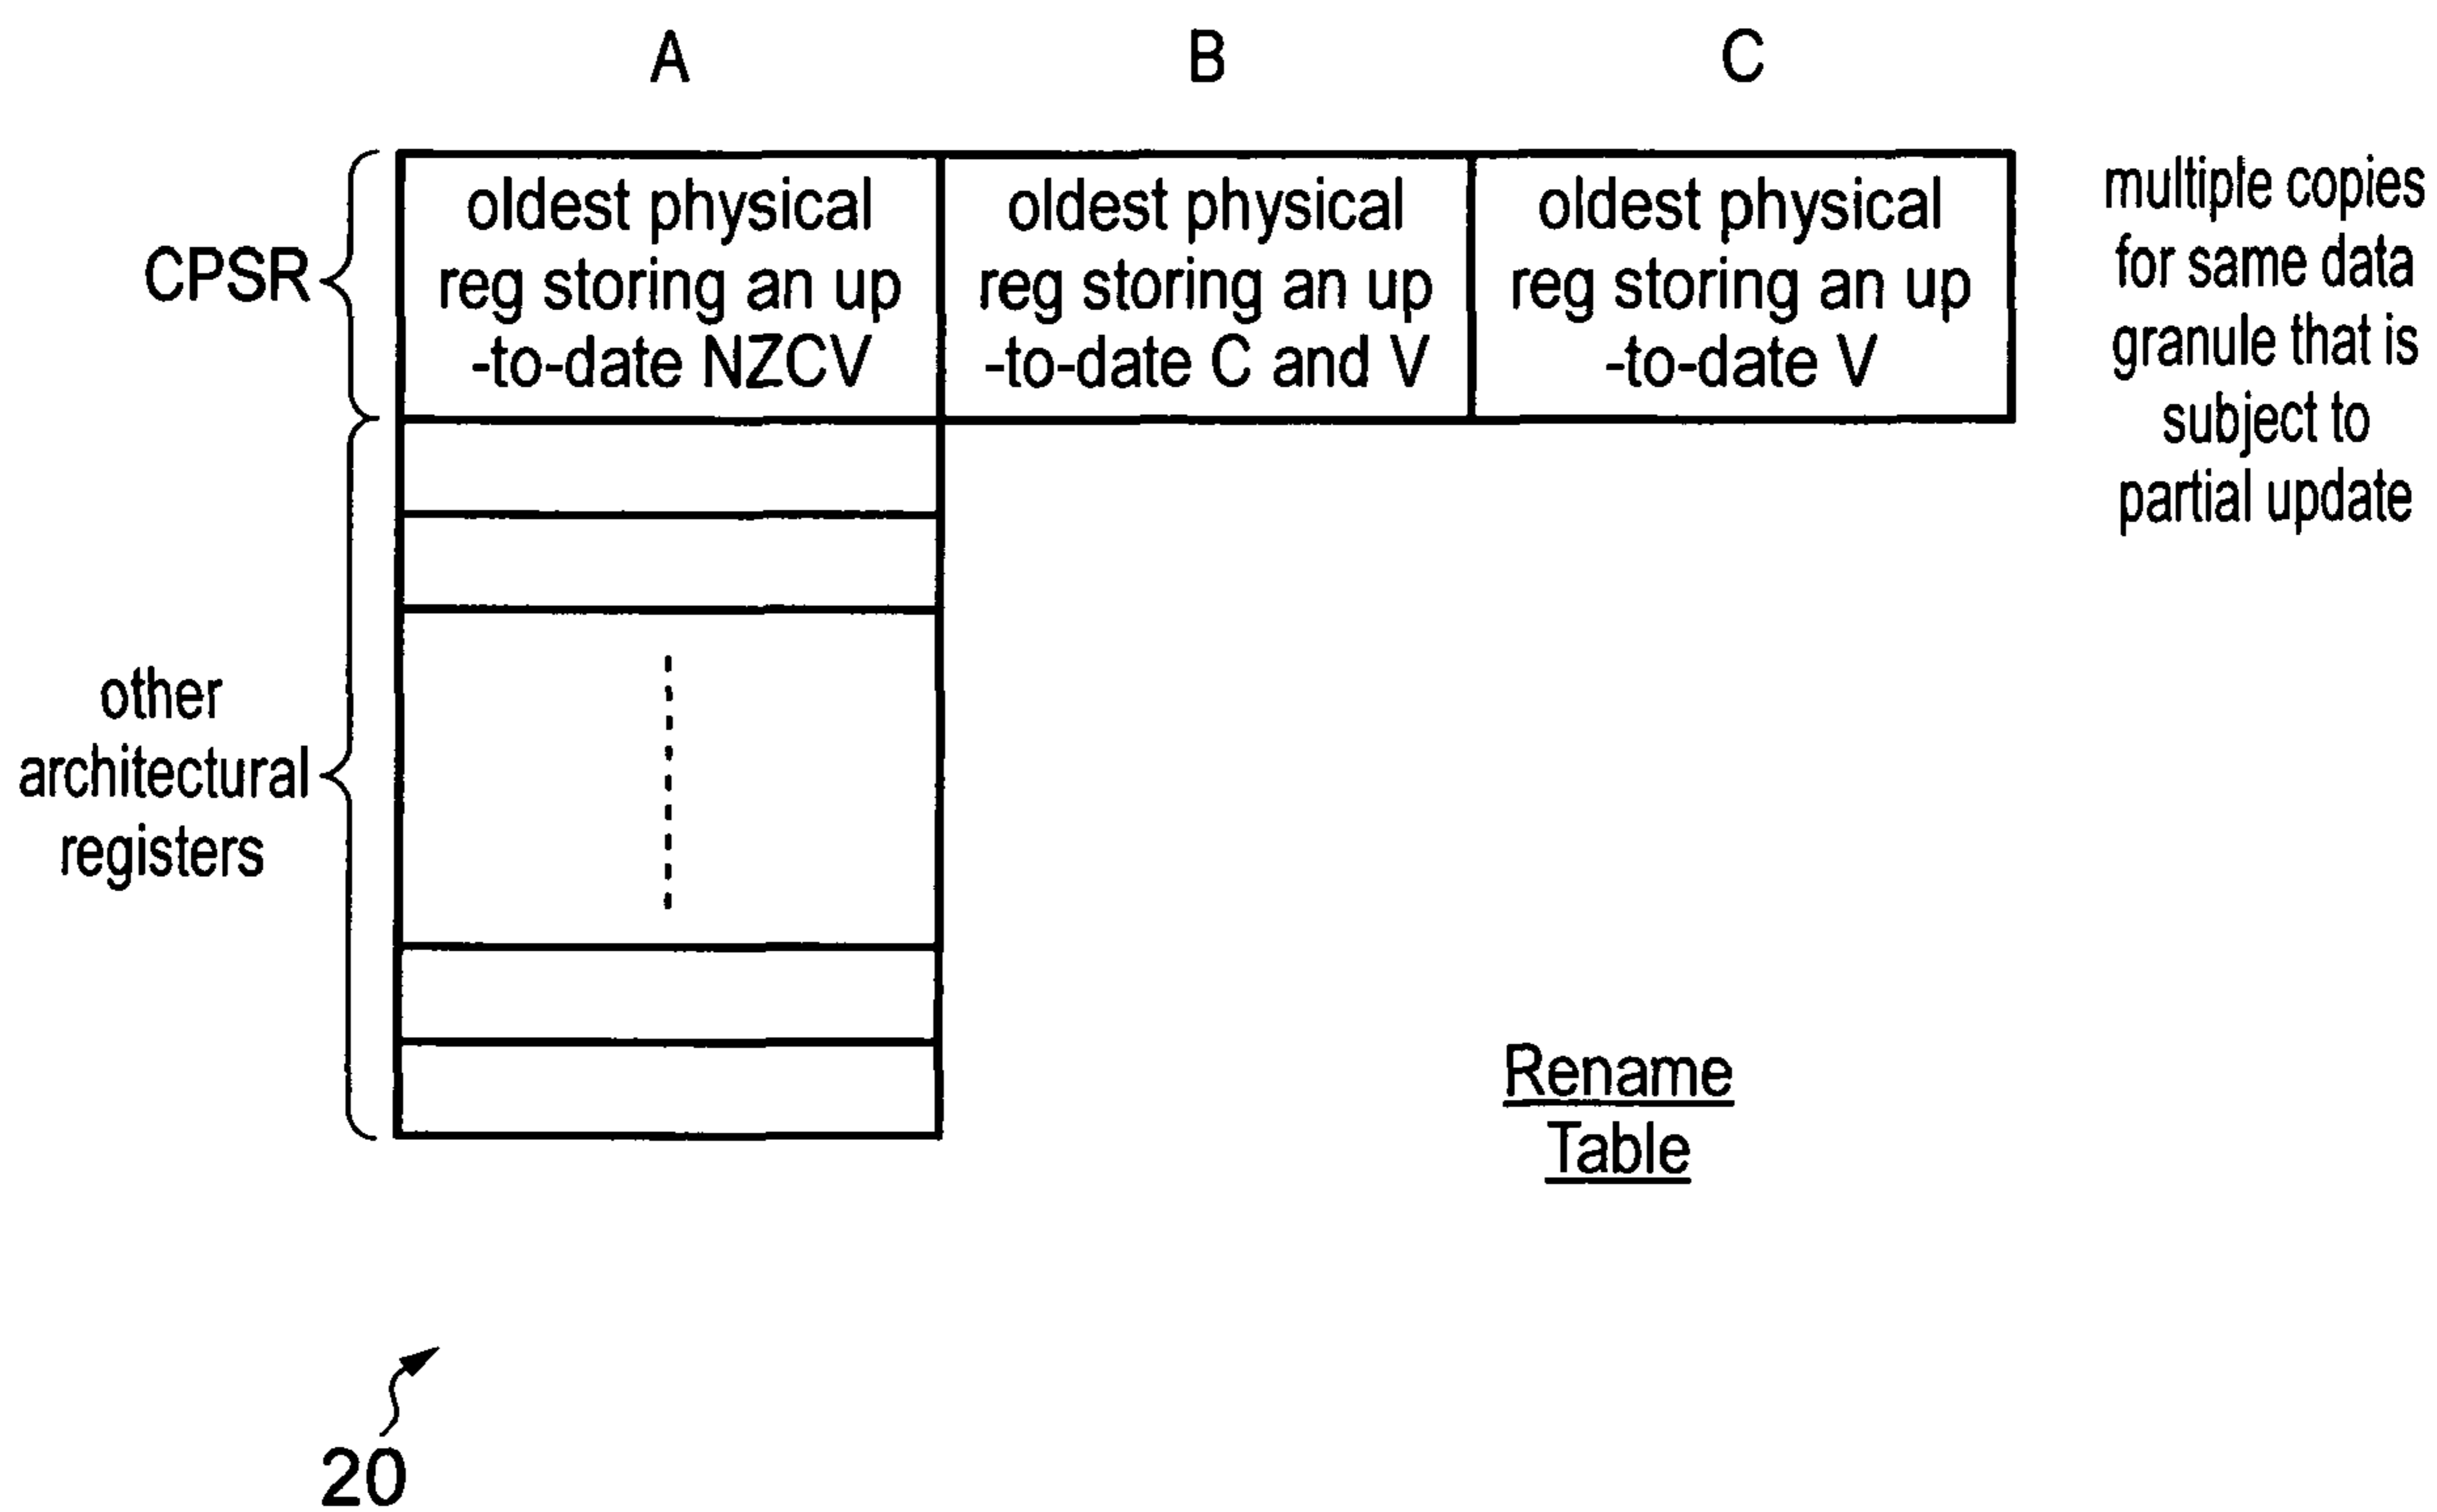 A
B
C
CPSR
oldest physical
reg storing an up
-to-date NZCV
oldest physical
reg storing an up
-to-date C and V
oldest physical
reg storing an up
-to-date V
multiple copies
for same data
granule that is
subject to
partial update
other
architectural
registers
Rename
Table
20